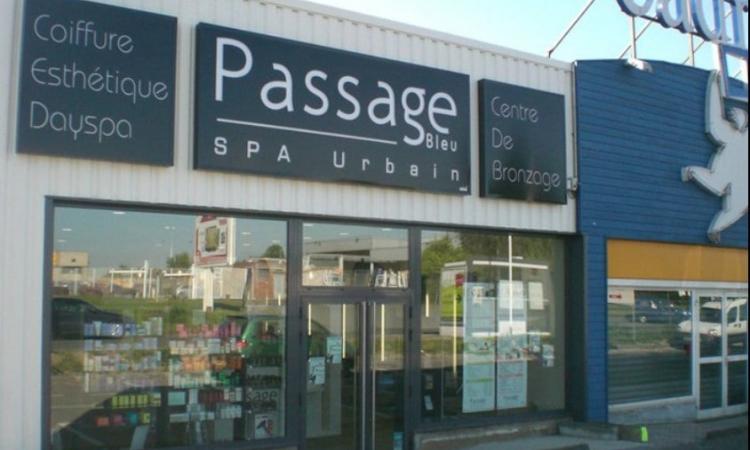 Coiffure
Esthétique
Dayspa
Passage
Bleu
SPA Urbain
Centre
De
Bronzage